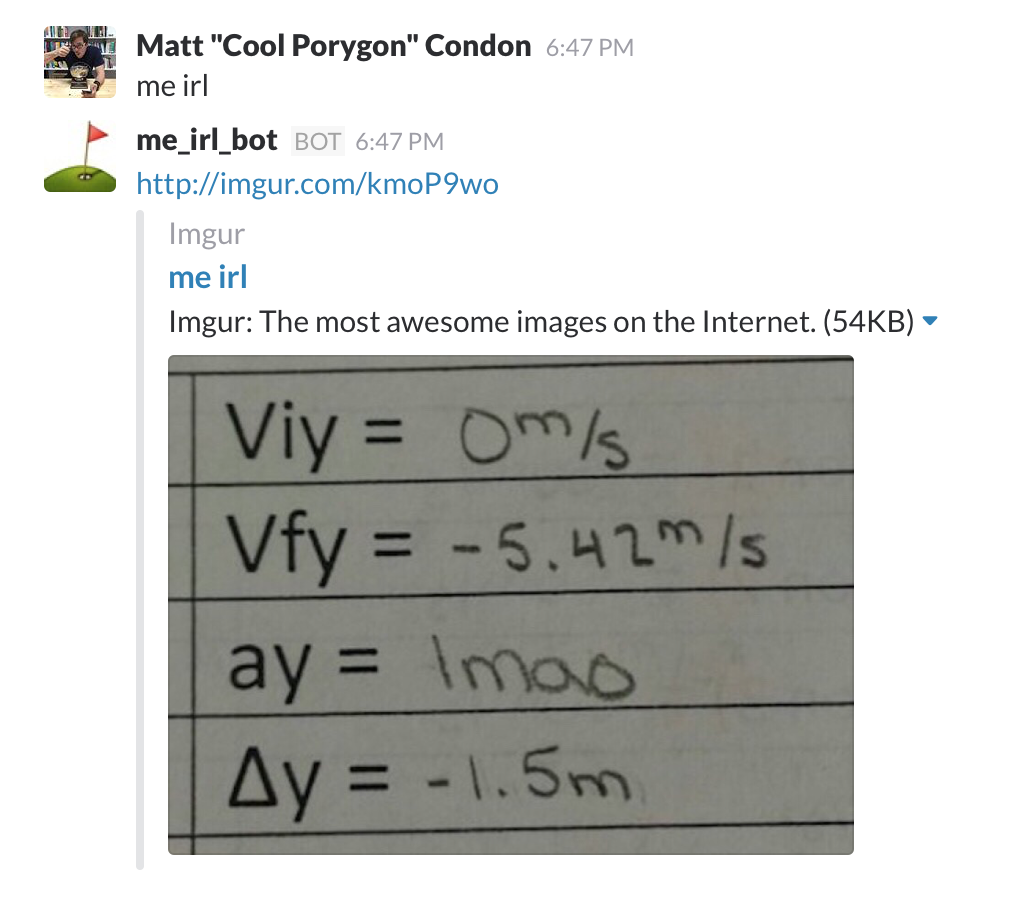 Matt "Cool Porygon" Condon 6:47 PM
me irl
me_irl_bot BOT 6:47 PM
http://imgur.com/kmoP9wo
Imgur
me irl
Imgur: The most awesome images on the Internet. (54KB)
Viy = 0m/s
Vfy = -5.42m/s
ay = lmao
Δy = -1.5m